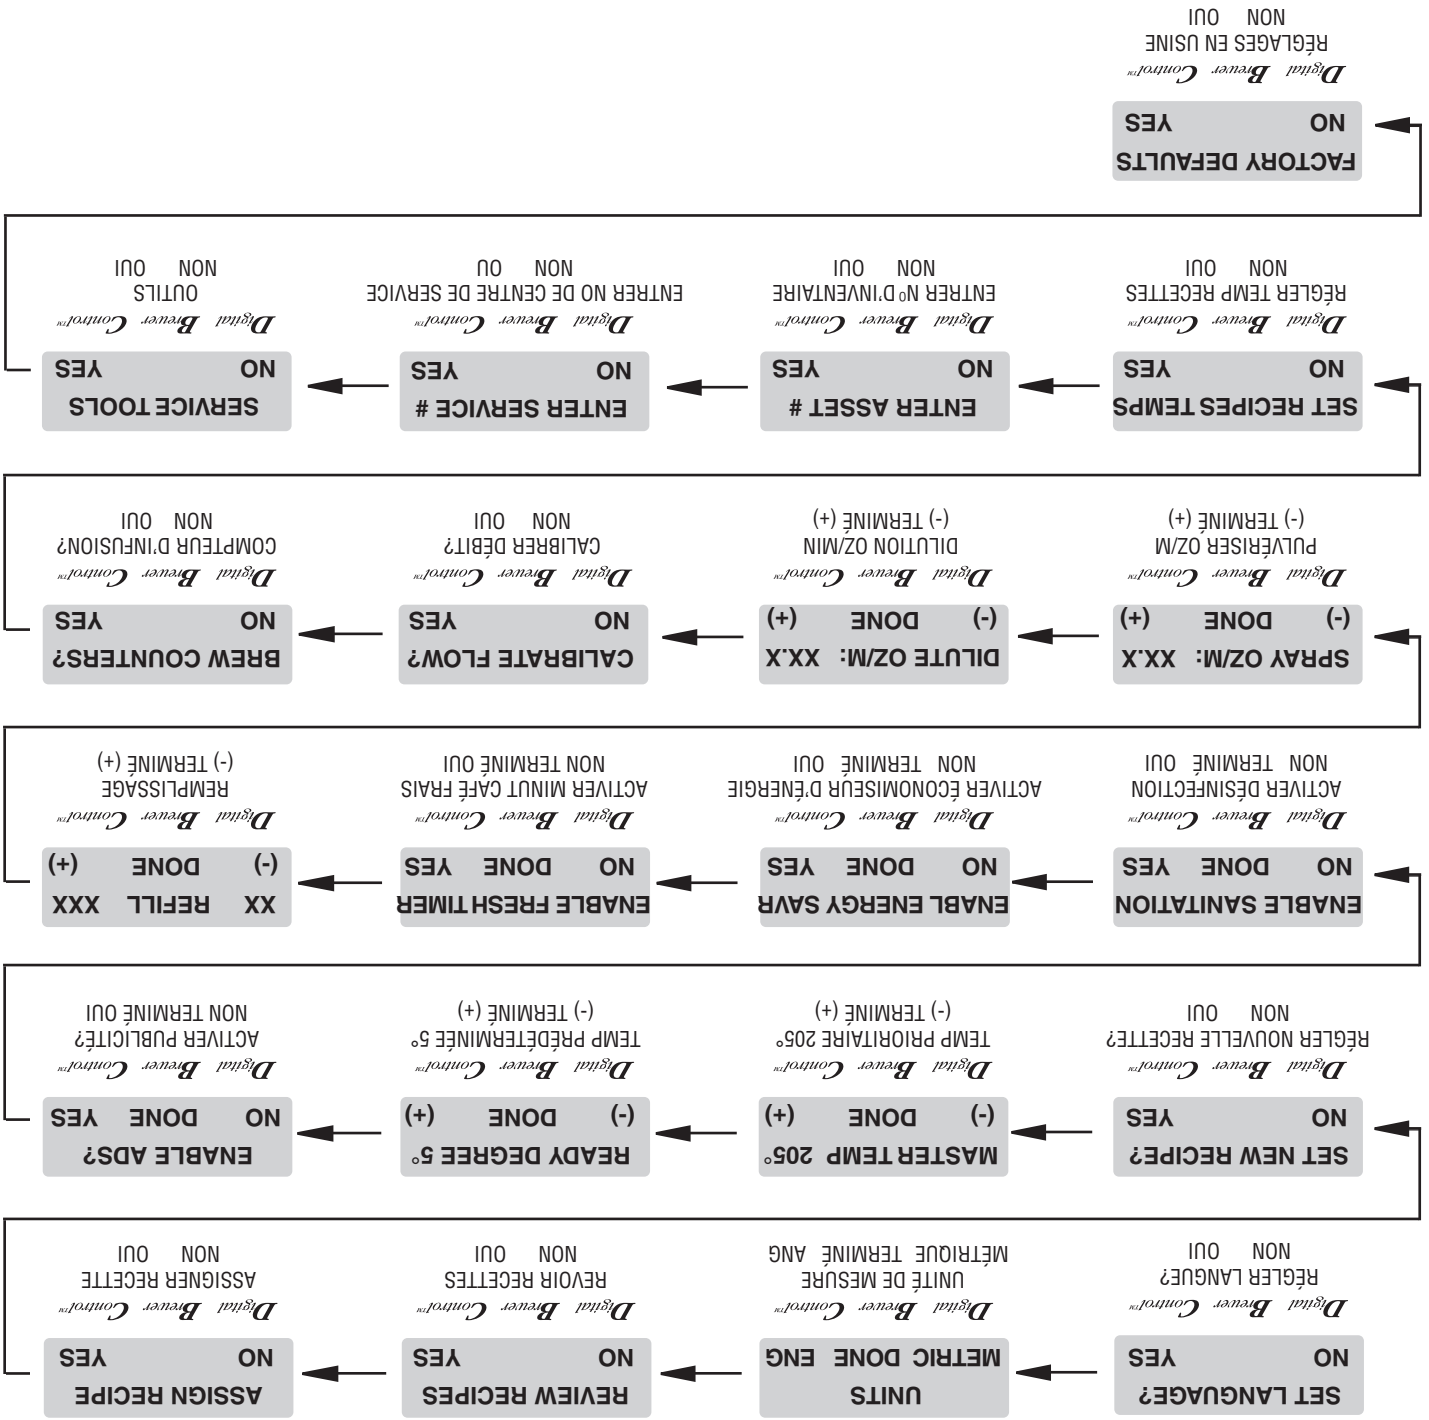 SET LANGUAGE?
NO YES
Digital Brewer Control™
RÉGLER LANGUE?
NON OUI
UNITS
METRIC DONE ENG
Digital Brewer Control™
UNITÉ DE MESURE
MÉTRIQUE TERMINÉ ANG
REVIEW RECIPES
NO YES
Digital Brewer Control™
REVOIR RECETTES
NON OUI
ASSIGN RECIPE
NO YES
Digital Brewer Control™
ASSIGNER RECETTE
NON OUI
SET NEW RECIPE?
NO YES
Digital Brewer Control™
RÉGLER NOUVELLE RECETTE?
NON OUI
MASTER TEMP 205°
(-) DONE (+)
Digital Brewer Control™
TEMP PRIORITAIRE 205°
(-) TERMINÉ (+)
READY DEGREE 5°
(-) DONE (+)
Digital Brewer Control™
TEMP PRÉDÉTERMINÉE 5°
(-) TERMINÉ (+)
ENABLE ADS?
NO DONE YES
Digital Brewer Control™
ACTIVER PUBLICITÉ?
NON TERMINÉ OUI
ENABLE SANITATION
NO DONE YES
Digital Brewer Control™
ACTIVER DÉSINFECTION
NON TERMINÉ OUI
ENABL ENERGY SAVR
NO DONE YES
Digital Brewer Control™
ACTIVER ÉCONOMISEUR D'ÉNERGIE
NON TERMINÉ OUI
ENABLE FRESH TIMER
NO DONE YES
Digital Brewer Control™
ACTIVER MINUT CAFÉ FRAIS
NON TERMINÉ OUI
XX REFILL XXX
(-) DONE (+)
Digital Brewer Control™
REMPLISSAGE
(-) TERMINÉ (+)
SPRAY OZ/M: XX.X
(-) DONE (+)
Digital Brewer Control™
PULVÉRISER OZ/M
(-) TERMINÉ (+)
DILUTE OZ/M: XX.X
(-) DONE (+)
Digital Brewer Control™
DILUTION OZ/MIN
(-) TERMINÉ (+)
CALIBRATE FLOW?
NO YES
Digital Brewer Control™
CALIBRER DÉBIT?
NON OUI
BREW COUNTERS?
NO YES
Digital Brewer Control™
COMPTEUR D'INFUSION?
NON OUI
SET RECIPES TEMPS
NO YES
Digital Brewer Control™
RÉGLER TEMP RECETTES
NON OUI
ENTER ASSET #
NO YES
Digital Brewer Control™
ENTRER Nº D'INVENTAIRE
NON OUI
ENTER SERVICE #
NO YES
Digital Brewer Control™
ENTRER NO DE CENTRE DE SERVICE
NON OU
SERVICE TOOLS
NO YES
Digital Brewer Control™
OUTILS
NON OUI
FACTORY DEFAULTS
NO YES
Digital Brewer Control™
RÉGLAGES EN USINE
NON OUI